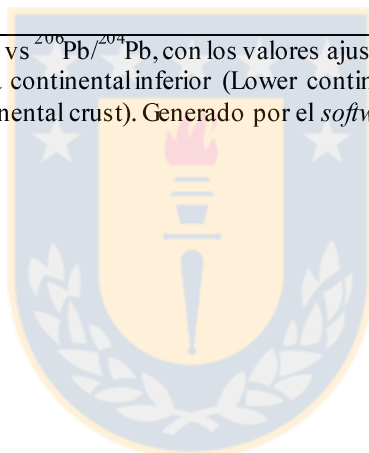 vs ²⁰⁶Pb/²⁰⁴Pb, con los valores ajus
continental inferior (Lower contin
nental crust). Generado por el softw